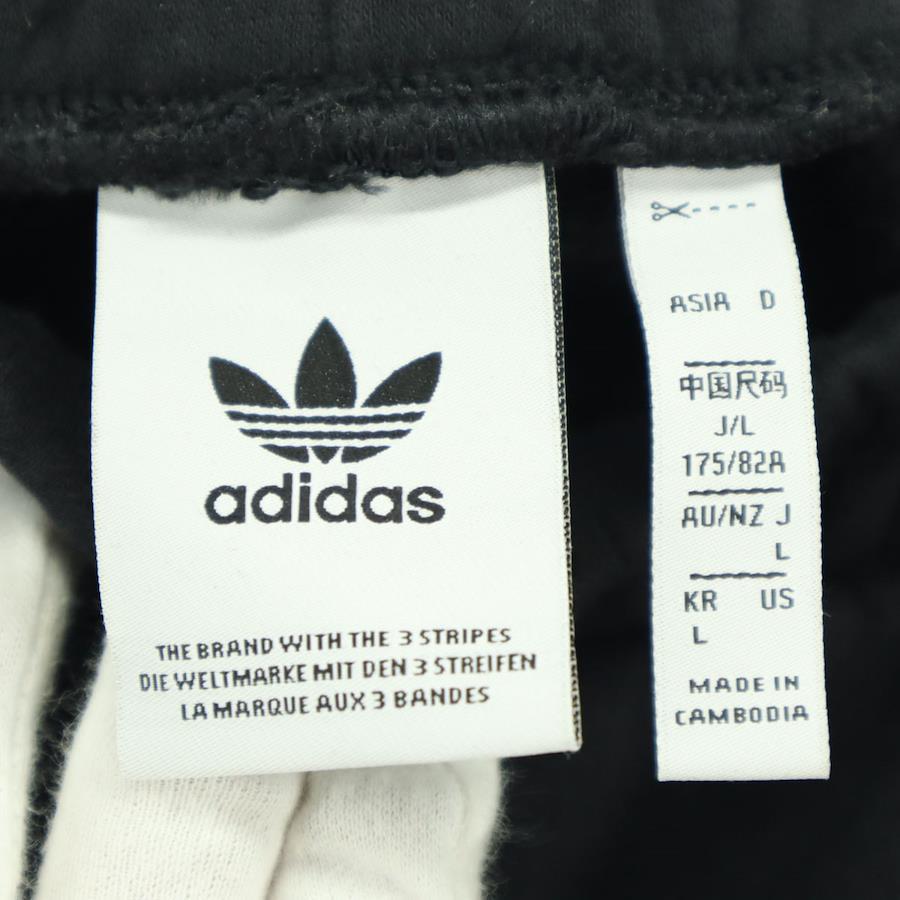 adidas
THE BRAND WITH THE 3 STRIPES
DIE WELTMARKE MIT DEN 3 STREIFEN
LA MARQUE AUX 3 BANDES
ASIA D
中国尺码
J/L
175/82A
AU/NZ J
L
KR US
L
MADE IN
CAMBODIA